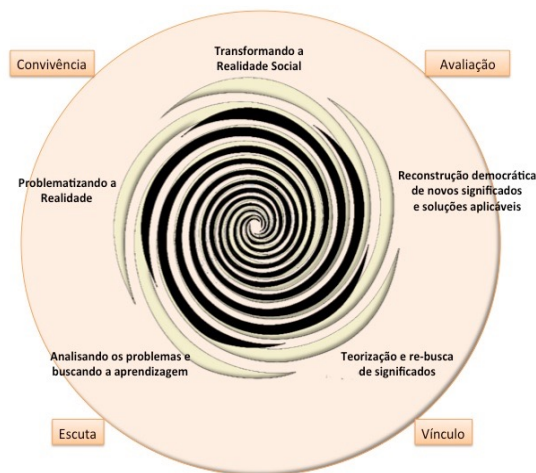 Transformando a
Realidade Social
Convivência
Avaliação
Problematizando a
Realidade
Reconstrução democrática
de novos significados
e soluções aplicáveis
Analisando os problemas e
buscando a aprendizagem
Teorização e re-busca
de significados
Escuta
Vínculo